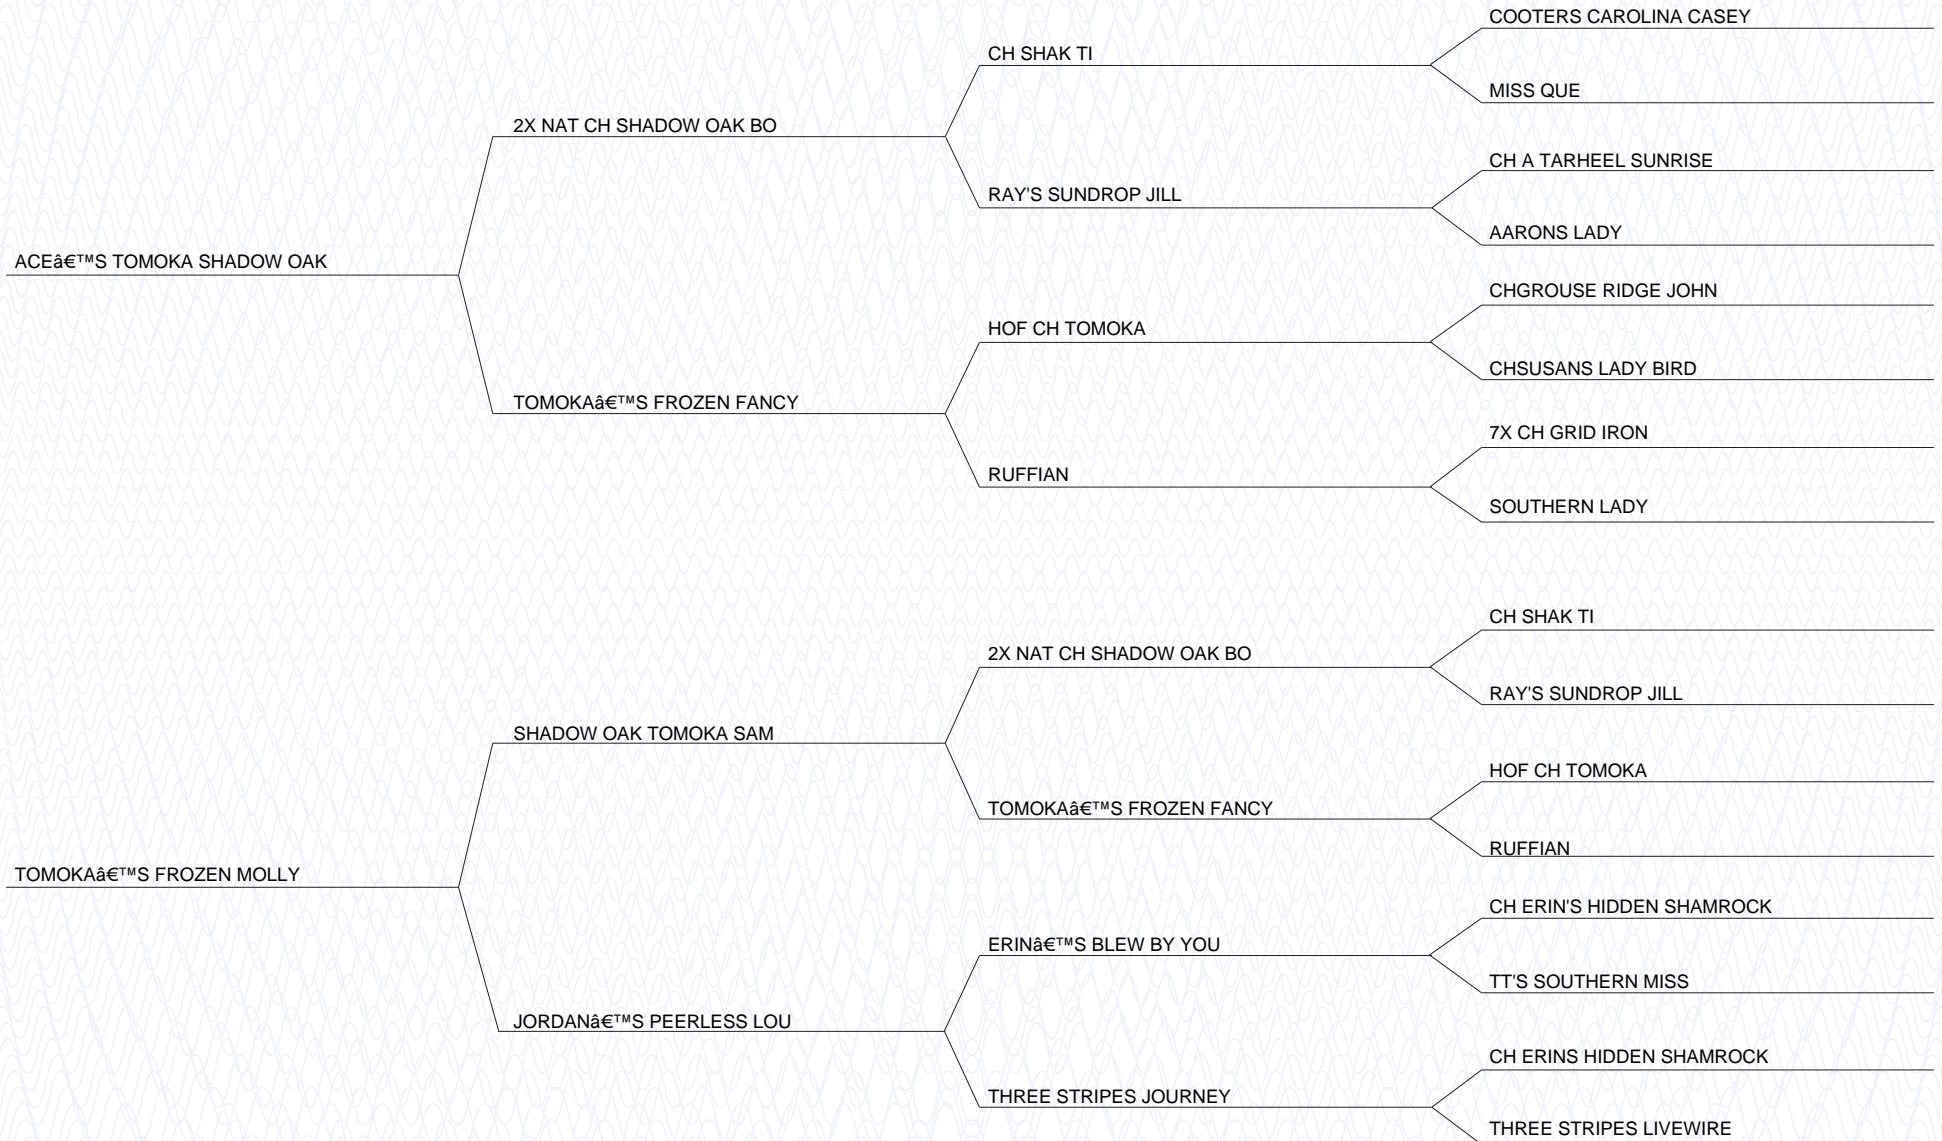 COOTERS CAROLINA CASEY
CH SHAK TI
MISS QUE
2X NAT CH SHADOW OAK BO
CH A TARHEEL SUNRISE
RAY'S SUNDROP JILL
AARONS LADY
ACEâ€™S TOMOKA SHADOW OAK
CHGROUSE RIDGE JOHN
HOF CH TOMOKA
CHSUSANS LADY BIRD
TOMOKAâ€™S FROZEN FANCY
7X CH GRID IRON
RUFFIAN
SOUTHERN LADY
CH SHAK TI
2X NAT CH SHADOW OAK BO
RAY'S SUNDROP JILL
SHADOW OAK TOMOKA SAM
HOF CH TOMOKA
TOMOKAâ€™S FROZEN FANCY
RUFFIAN
TOMOKAâ€™S FROZEN MOLLY
CH ERIN'S HIDDEN SHAMROCK
ERINâ€™S BLEW BY YOU
TT'S SOUTHERN MISS
JORDANâ€™S PEERLESS LOU
CH ERINS HIDDEN SHAMROCK
THREE STRIPES JOURNEY
THREE STRIPES LIVEWIRE